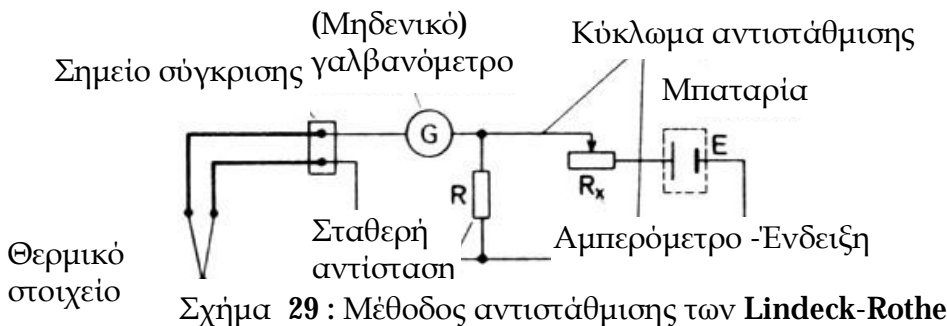 (Μηδενικό)
γαλβανόμετρο
Κύκλωμα αντιστάθμισης
Σημείο σύγκρισης
Μπαταρία
G
E
R
Rx
Σταθερή
αντίσταση
Αμπερόμετρο -Ένδειξη
Θερμικό
στοιχείο
Σχήμα 29 : Μέθοδος αντιστάθμισης των Lindeck-Rothe